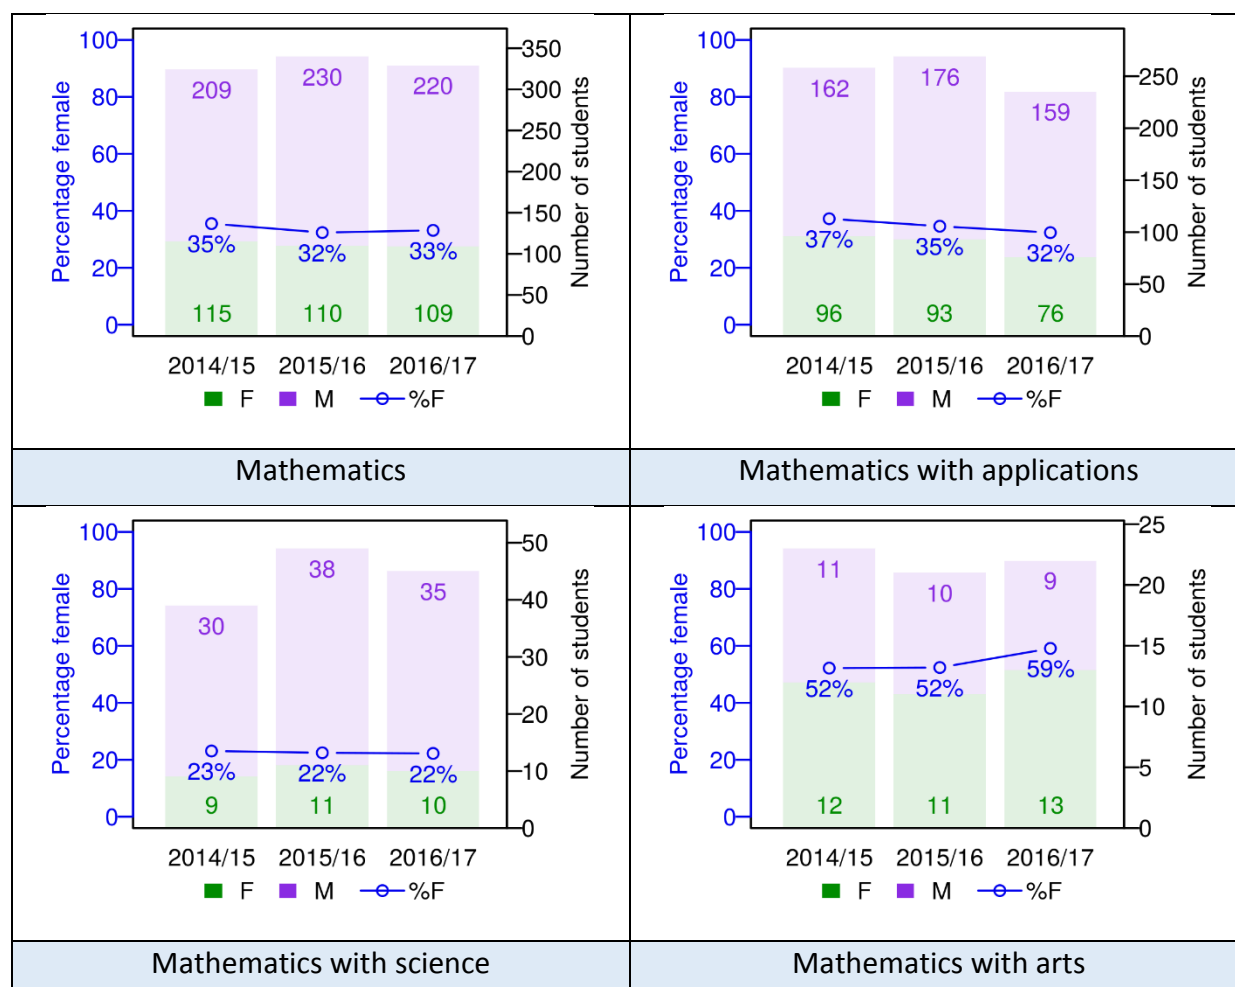 Percentage female
100
80
60
40
20
0
209 230 220
35% 32% 33%
115 110 109
350
300
250
200
150
100
50
0
Number of students
2014/15 2015/16 2016/17
F M %F
Mathematics
Percentage female
100
80
60
40
20
0
162 176 159
37% 35% 32%
96 93 76
250
200
150
100
50
0
Number of students
2014/15 2015/16 2016/17
F M %F
Mathematics with applications
Percentage female
100
80
60
40
20
0
30 38 35
23% 22% 22%
9 11 10
50
40
30
20
10
0
Number of students
2014/15 2015/16 2016/17
F M %F
Mathematics with science
Percentage female
100
80
60
40
20
0
11 10 9
52% 52% 59%
12 11 13
25
20
15
10
5
0
Number of students
2014/15 2015/16 2016/17
F M %F
Mathematics with arts